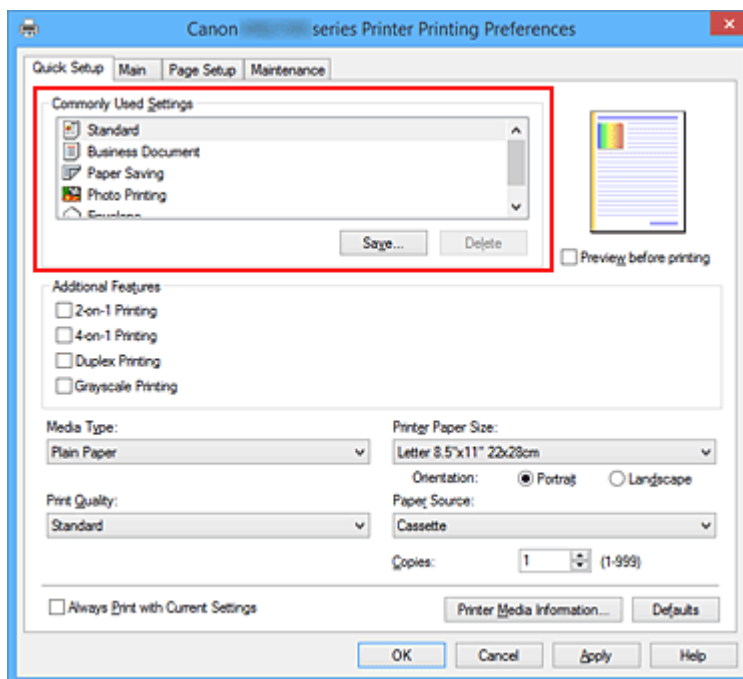 Canon series Printer Printing Preferences
Quick Setup Main Page Setup Maintenance
Commonly Used Settings
Standard
Business Document
Paper Saving
Photo Printing
Envelope
Save... Delete
Preview before printing
Additional Features
2-on-1 Printing
4-on-1 Printing
Duplex Printing
Grayscale Printing
Media Type:
Plain Paper
Printer Paper Size:
Letter 8.5"x11" 22x28cm
Orientation: Portrait Landscape
Print Quality:
Standard
Paper Source:
Cassette
Copies: 1 (1-999)
Always Print with Current Settings
Printer Media Information... Defaults
OK Cancel Apply Help